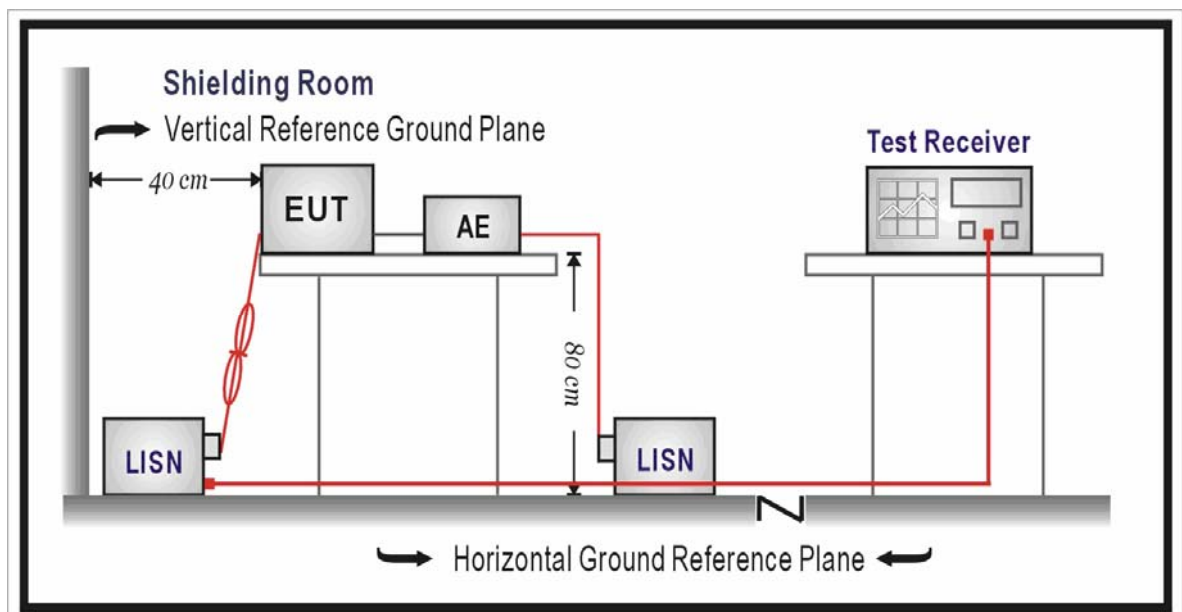 Shielding Room
Vertical Reference Ground Plane
Test Receiver
40 cm
EUT
AE
80 cm
LISN
LISN
Horizontal Ground Reference Plane